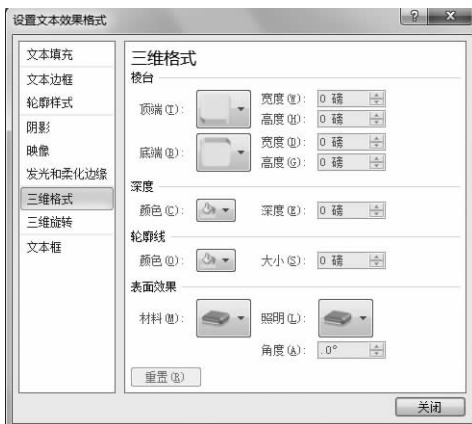 设置文本效果格式
文本填充
文本边框
轮廓样式
阴影
映像
发光和柔化边缘
三维格式
三维旋转
文本框
三维格式
棱台
顶端(T): 宽度(W): 0 磅
高度(H): 0 磅
底端(B): 宽度(D): 0 磅
高度(G): 0 磅
深度
颜色(C): 深度(E): 0 磅
轮廓线
颜色(O): 大小(S): 0 磅
表面效果
材料(M): 照明(L):
角度(A): .0°
重置(R)
关闭